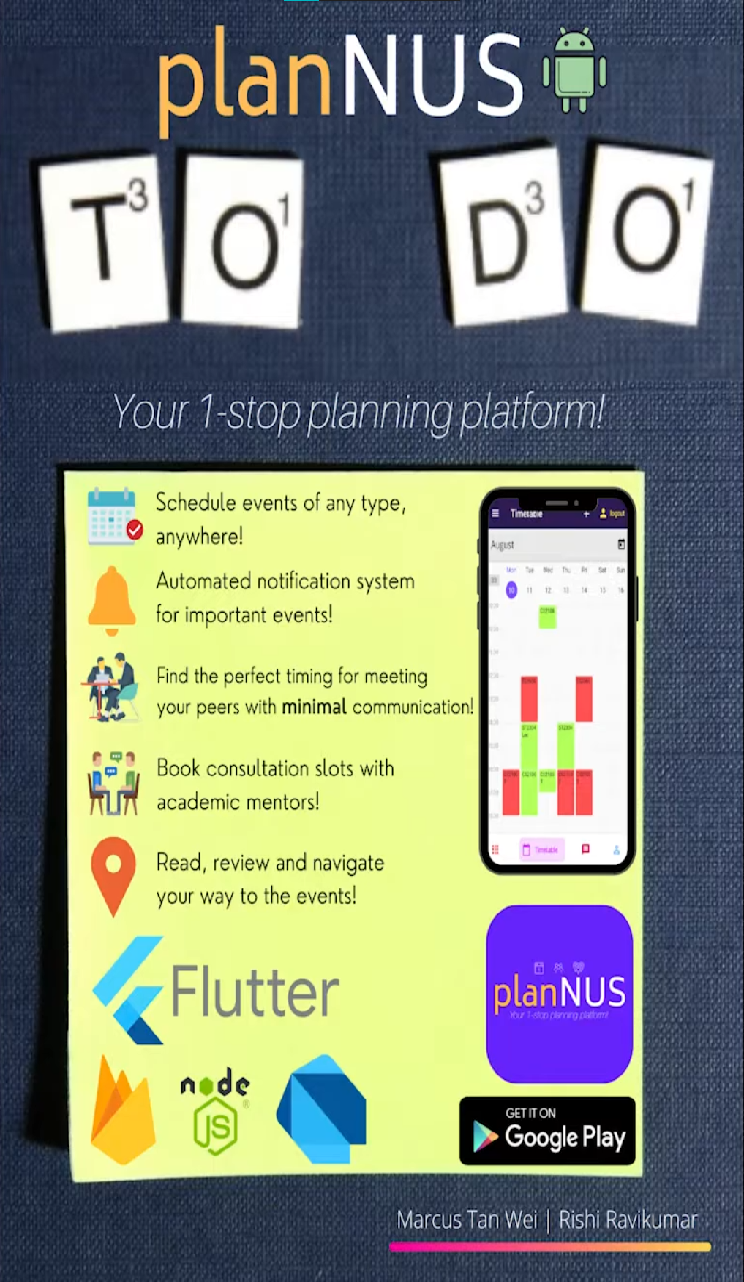 planNUS
T3 O1 D3 O1
Your 1-stop planning platform!
Schedule events of any type,
anywhere!
Automated notification system
for important events!
Find the perfect timing for meeting
your peers with minimal communication!
Book consultation slots with
academic mentors!
Read, review and navigate
your way to the events!
Timetable + logout
August
Mon Tue Wed Thu Fri Sat Sun
10 11 12 13 14 15 16
Timetable
Flutter
planNUS
Your 1-stop planning platform!
node
JS
GET IT ON
Google Play
Marcus Tan Wei | Rishi Ravikumar